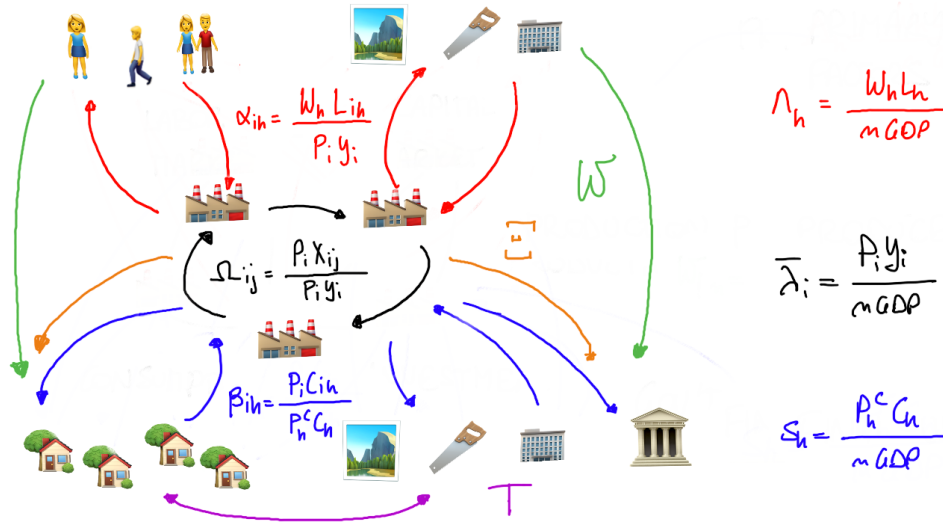 α_ih = W_h L_ih / P_i y_i
Λ_h = W_h L_h / nGDP
W
Ξ
Ω_ij = P_i X_ij / P_i y_i
λ̄_i = P_i y_i / nGDP
β_ih = P_i C_ih / P_h^c C_h
S_h = P_h^c C_h / nGDP
T